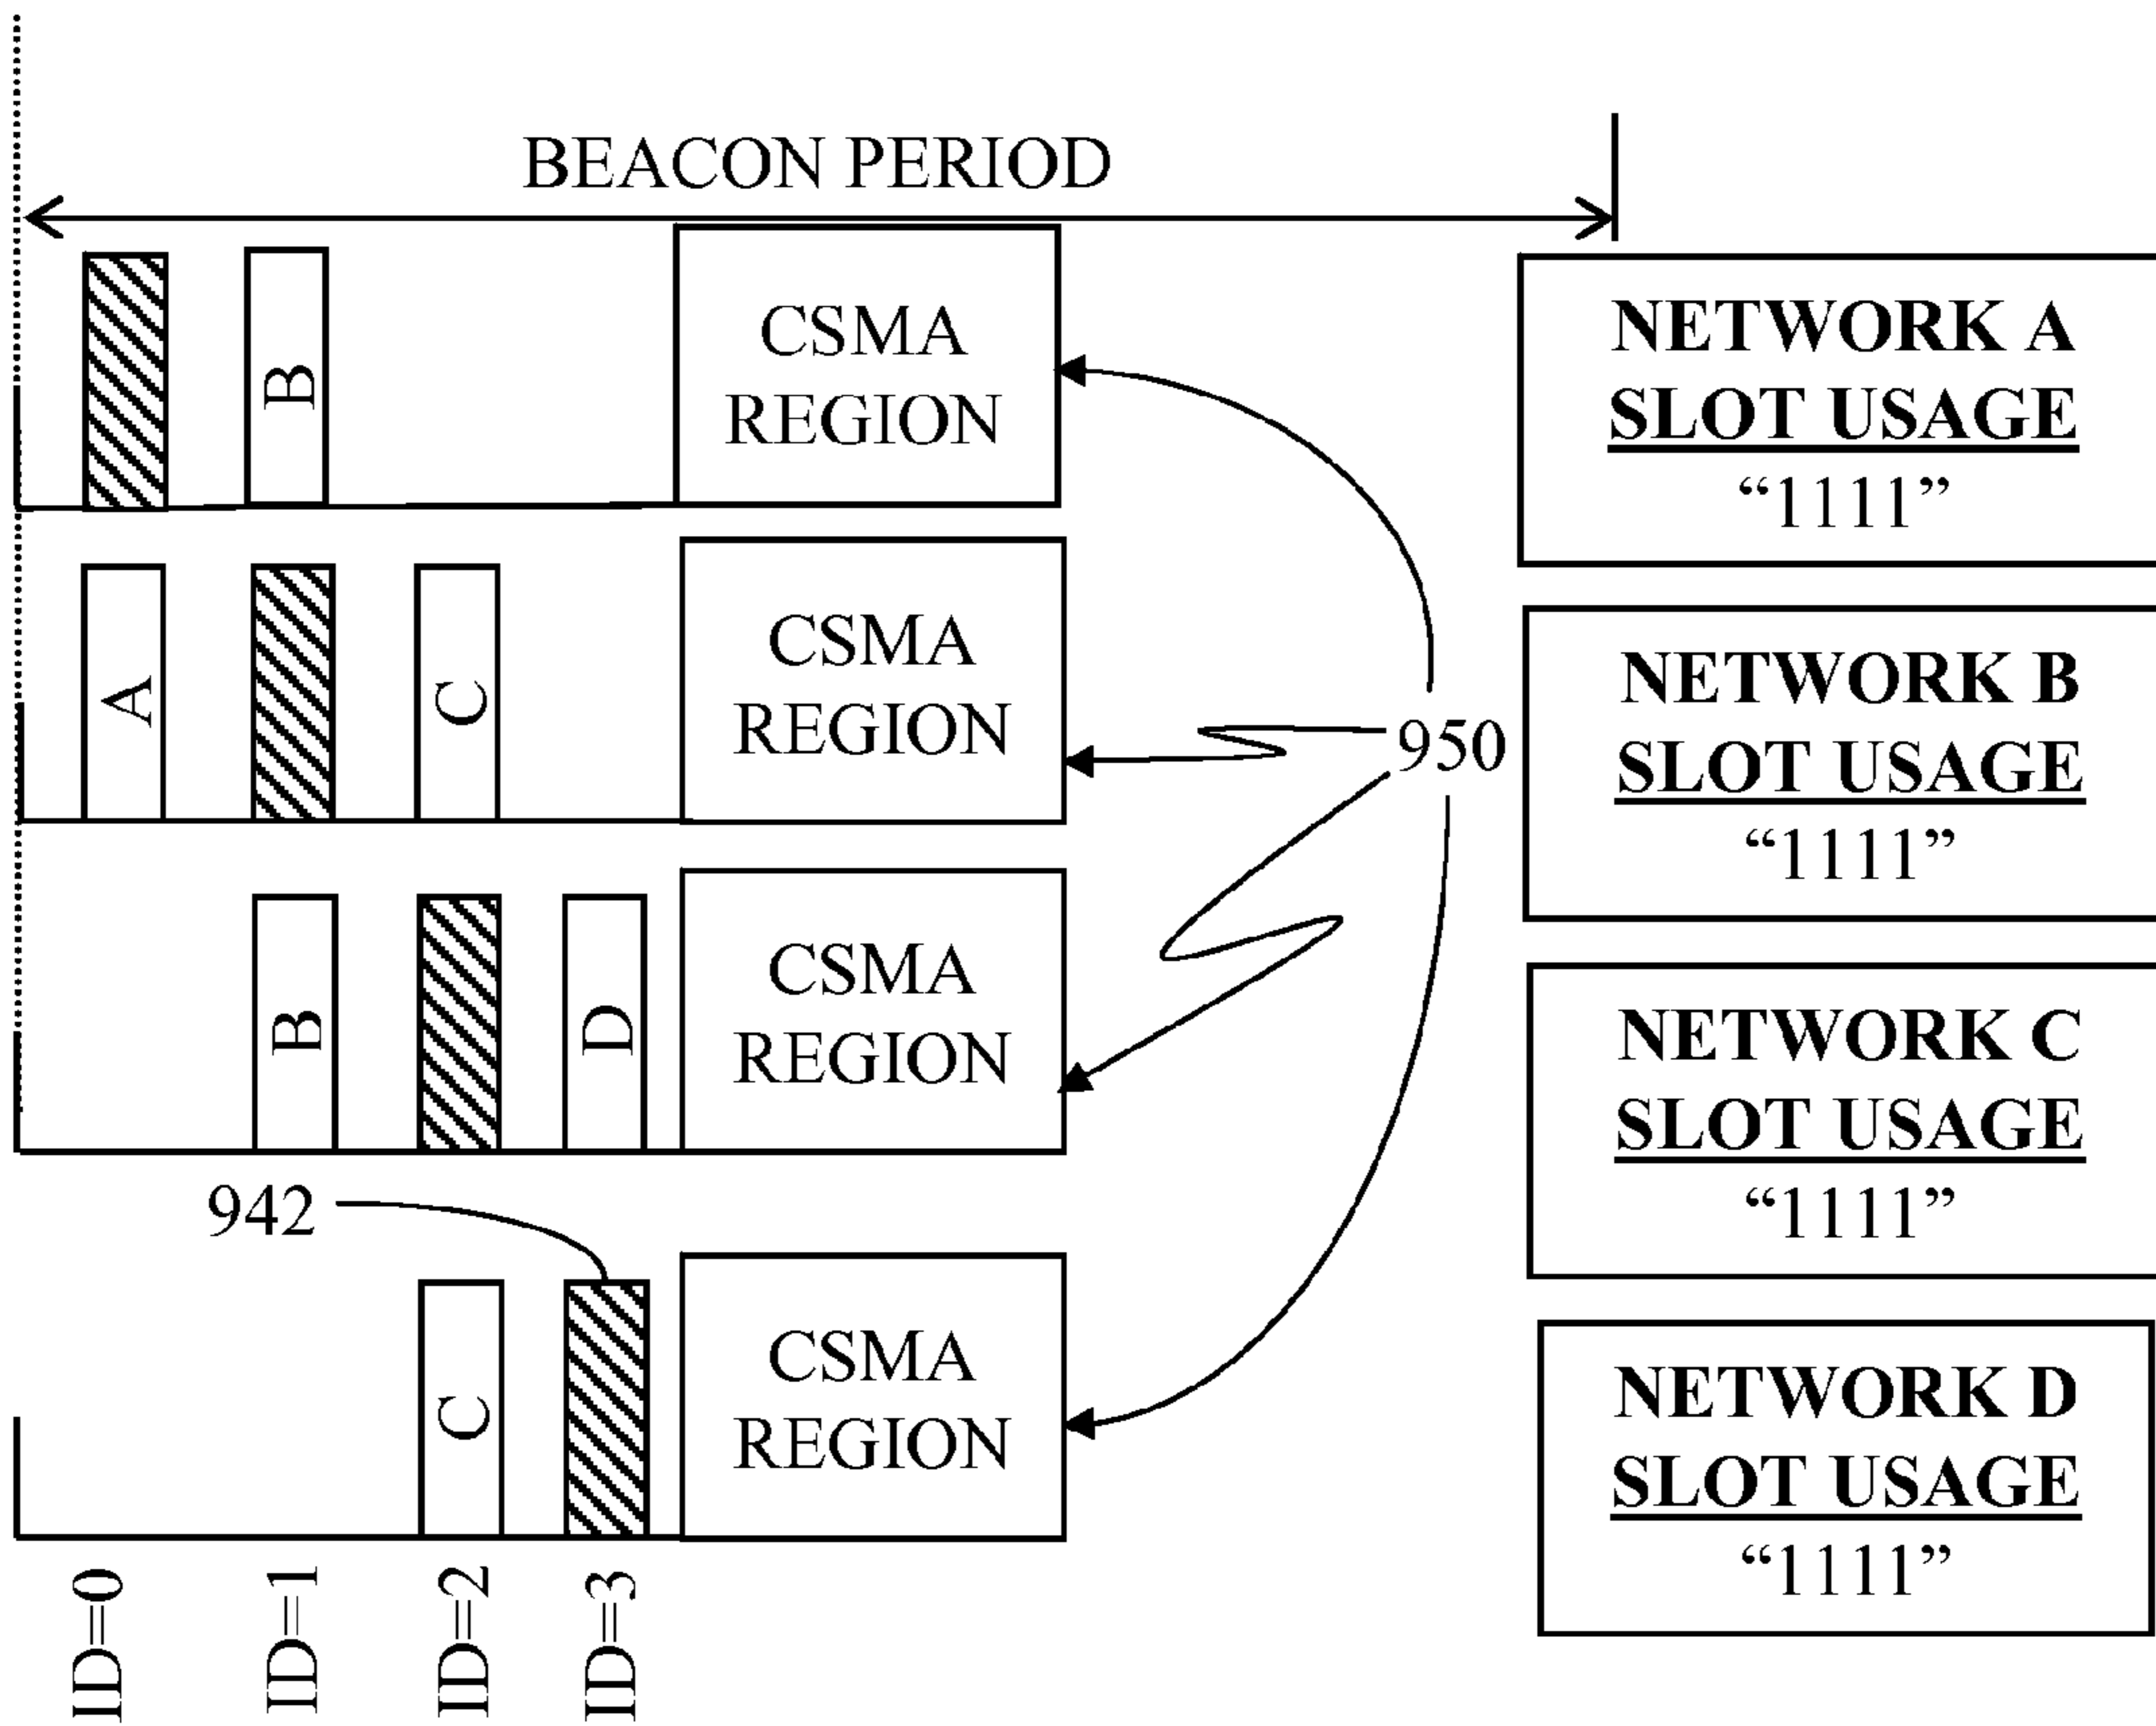 BEACON PERIOD
B
CSMA
REGION
NETWORK A
SLOT USAGE
“1111”
A
C
CSMA
REGION
950
NETWORK B
SLOT USAGE
“1111”
B
D
CSMA
REGION
NETWORK C
SLOT USAGE
“1111”
942
C
CSMA
REGION
NETWORK D
SLOT USAGE
“1111”
ID=0
ID=1
ID=2
ID=3